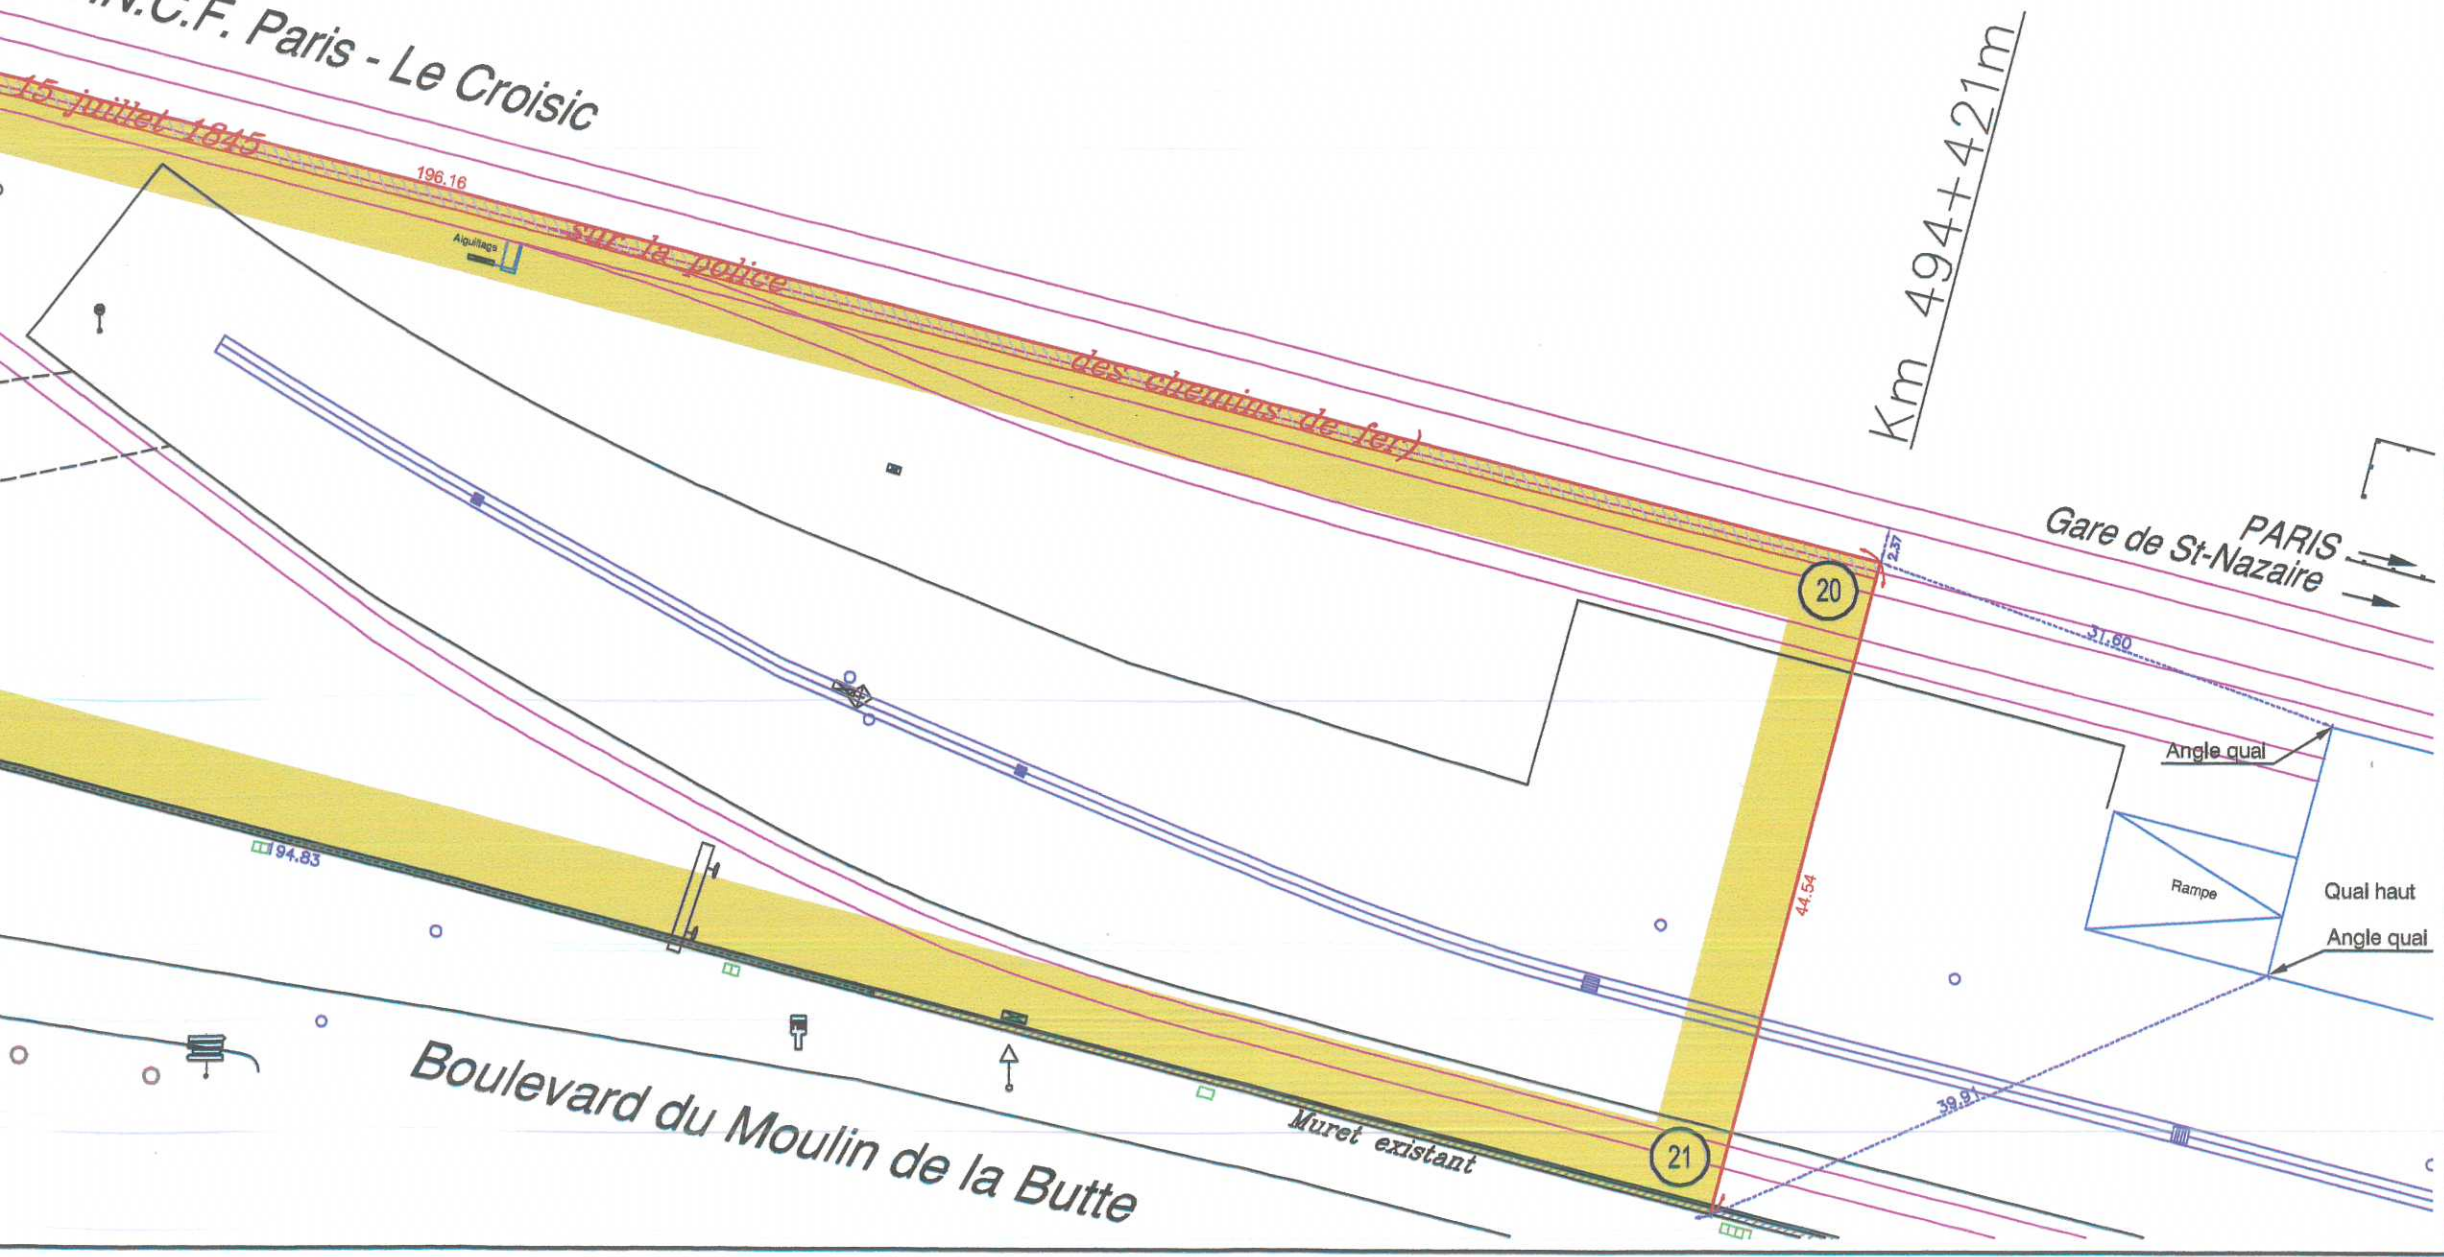 N.C.F. Paris - Le Croisic
15 juillet 1845
196.16
sur la police
des chemins de fer)
Aiguillage
Km 494+421m
PARIS
Gare de St-Nazaire
20
2.37
31.60
Angle quai
Rampe
Quai haut
Angle quai
44.54
39.91
194.83
21
Muret existant
Boulevard du Moulin de la Butte